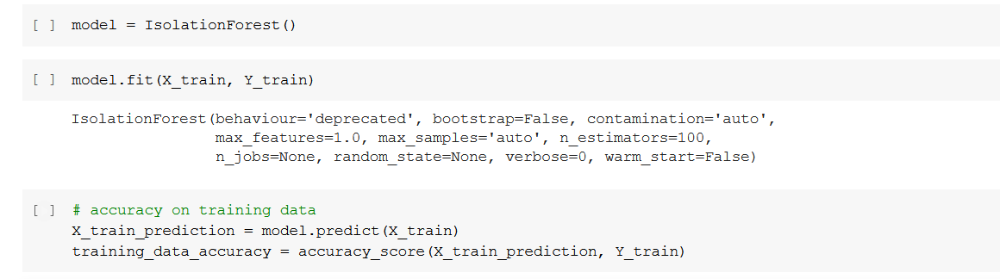 [ ] model = IsolationForest()
[ ] model.fit(X_train, Y_train)
IsolationForest(behaviour='deprecated', bootstrap=False, contamination='auto',
max_features=1.0, max_samples='auto', n_estimators=100,
n_jobs=None, random_state=None, verbose=0, warm_start=False)
[ ] # accuracy on training data
X_train_prediction = model.predict(X_train)
training_data_accuracy = accuracy_score(X_train_prediction, Y_train)